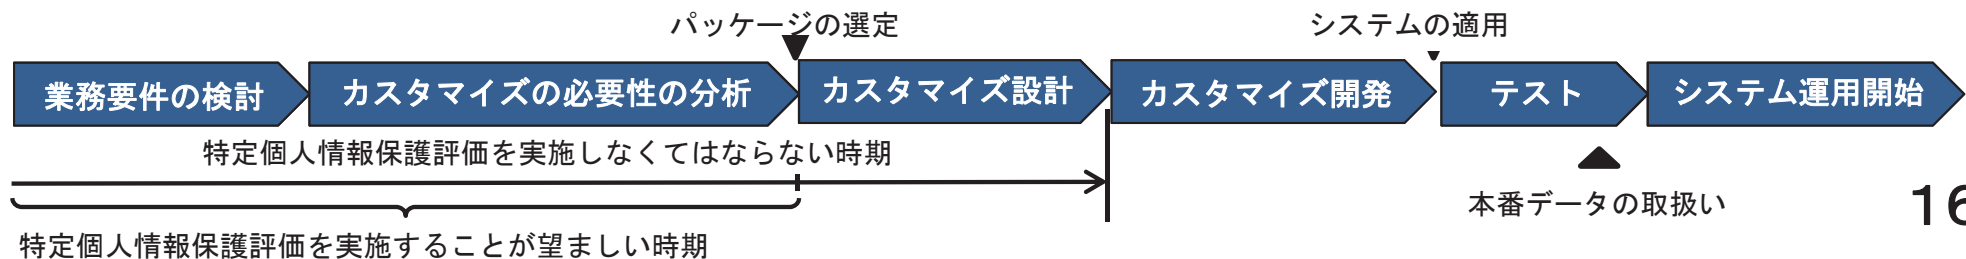 パッケージの選定
システムの適用
業務要件の検討
カスタマイズの必要性の分析
カスタマイズ設計
カスタマイズ開発
テスト
システム運用開始
特定個人情報保護評価を実施しなくてはならない時期
本番データの取扱い
16
特定個人情報保護評価を実施することが望ましい時期